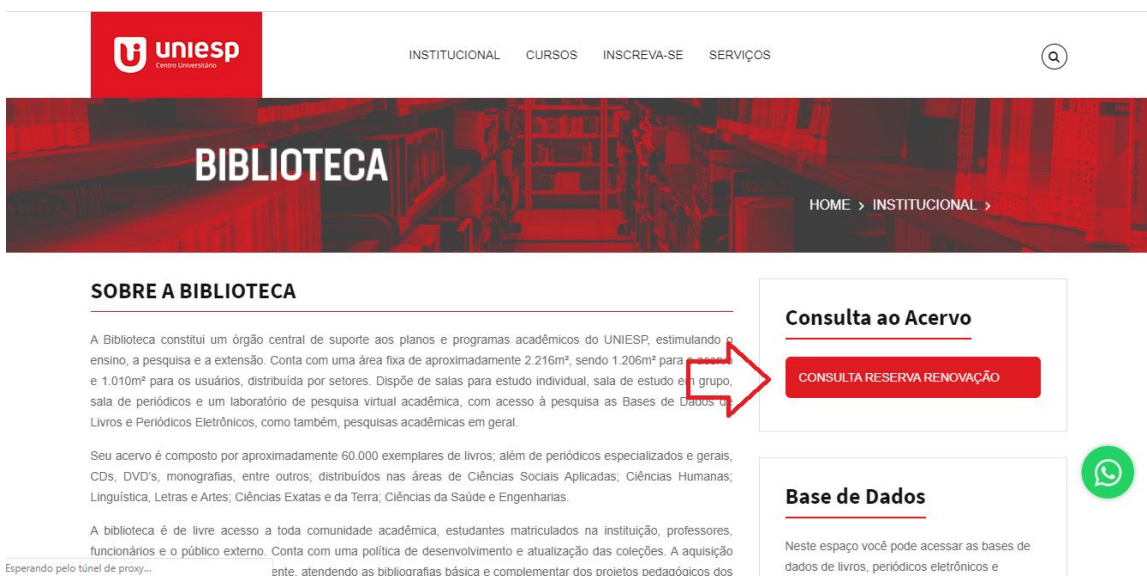 uniesp
Centro Universitário
INSTITUCIONAL CURSOS INSCREVA-SE SERVIÇOS
BIBLIOTECA
HOME > INSTITUCIONAL >
SOBRE A BIBLIOTECA
A Biblioteca constitui um órgão central de suporte aos planos e programas acadêmicos do UNIESP, estimulando o
ensino, a pesquisa e a extensão. Conta com uma área fixa de aproximadamente 2.216m², sendo 1.206m² para o acervo
e 1.010m² para os usuários, distribuída por setores. Dispõe de salas para estudo individual, sala de estudo em grupo,
sala de periódicos e um laboratório de pesquisa virtual acadêmica, com acesso à pesquisa as Bases de Dados de
Livros e Periódicos Eletrônicos, como também, pesquisas acadêmicas em geral.
Seu acervo é composto por aproximadamente 60.000 exemplares de livros; além de periódicos especializados e gerais,
CDs, DVD's, monografias, entre outros; distribuídos nas áreas de Ciências Sociais Aplicadas; Ciências Humanas;
Linguística, Letras e Artes; Ciências Exatas e da Terra; Ciências da Saúde e Engenharias.
A biblioteca é de livre acesso a toda comunidade acadêmica, estudantes matriculados na instituição, professores,
funcionários e o público externo. Conta com uma política de desenvolvimento e atualização das coleções. A aquisição
ente, atendendo as bibliografias básica e complementar dos projetos pedagógicos dos
Esperando pelo túnel de proxy...
Consulta ao Acervo
CONSULTA RESERVA RENOVAÇÃO
Base de Dados
Neste espaço você pode acessar as bases de
dados de livros, periódicos eletrônicos e